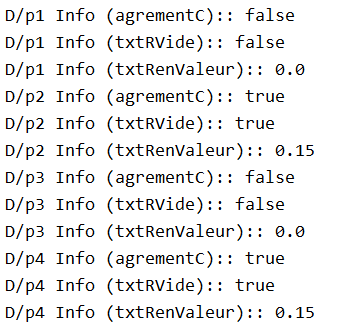 D/p1 Info (agrementC):: false
D/p1 Info (txtRVide):: false
D/p1 Info (txtRenValeur):: 0.0
D/p2 Info (agrementC):: true
D/p2 Info (txtRVide):: true
D/p2 Info (txtRenValeur):: 0.15
D/p3 Info (agrementC):: false
D/p3 Info (txtRVide):: false
D/p3 Info (txtRenValeur):: 0.0
D/p4 Info (agrementC):: true
D/p4 Info (txtRVide):: true
D/p4 Info (txtRenValeur):: 0.15